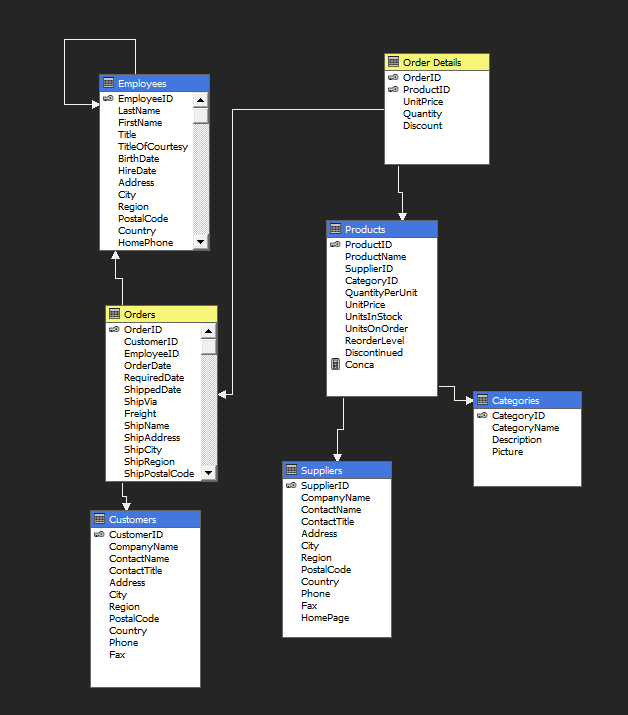 Employees
EmployeeID
LastName
FirstName
Title
TitleOfCourtesy
BirthDate
HireDate
Address
City
Region
PostalCode
Country
HomePhone
Order Details
OrderID
ProductID
UnitPrice
Quantity
Discount
Products
ProductID
ProductName
SupplierID
CategoryID
QuantityPerUnit
UnitPrice
UnitsInStock
UnitsOnOrder
ReorderLevel
Discontinued
Conca
Orders
OrderID
CustomerID
EmployeeID
OrderDate
RequiredDate
ShippedDate
ShipVia
Freight
ShipName
ShipAddress
ShipCity
ShipRegion
ShipPostalCode
Categories
CategoryID
CategoryName
Description
Picture
Suppliers
SupplierID
CompanyName
ContactName
ContactTitle
Address
City
Region
PostalCode
Country
Phone
Fax
HomePage
Customers
CustomerID
CompanyName
ContactName
ContactTitle
Address
City
Region
PostalCode
Country
Phone
Fax